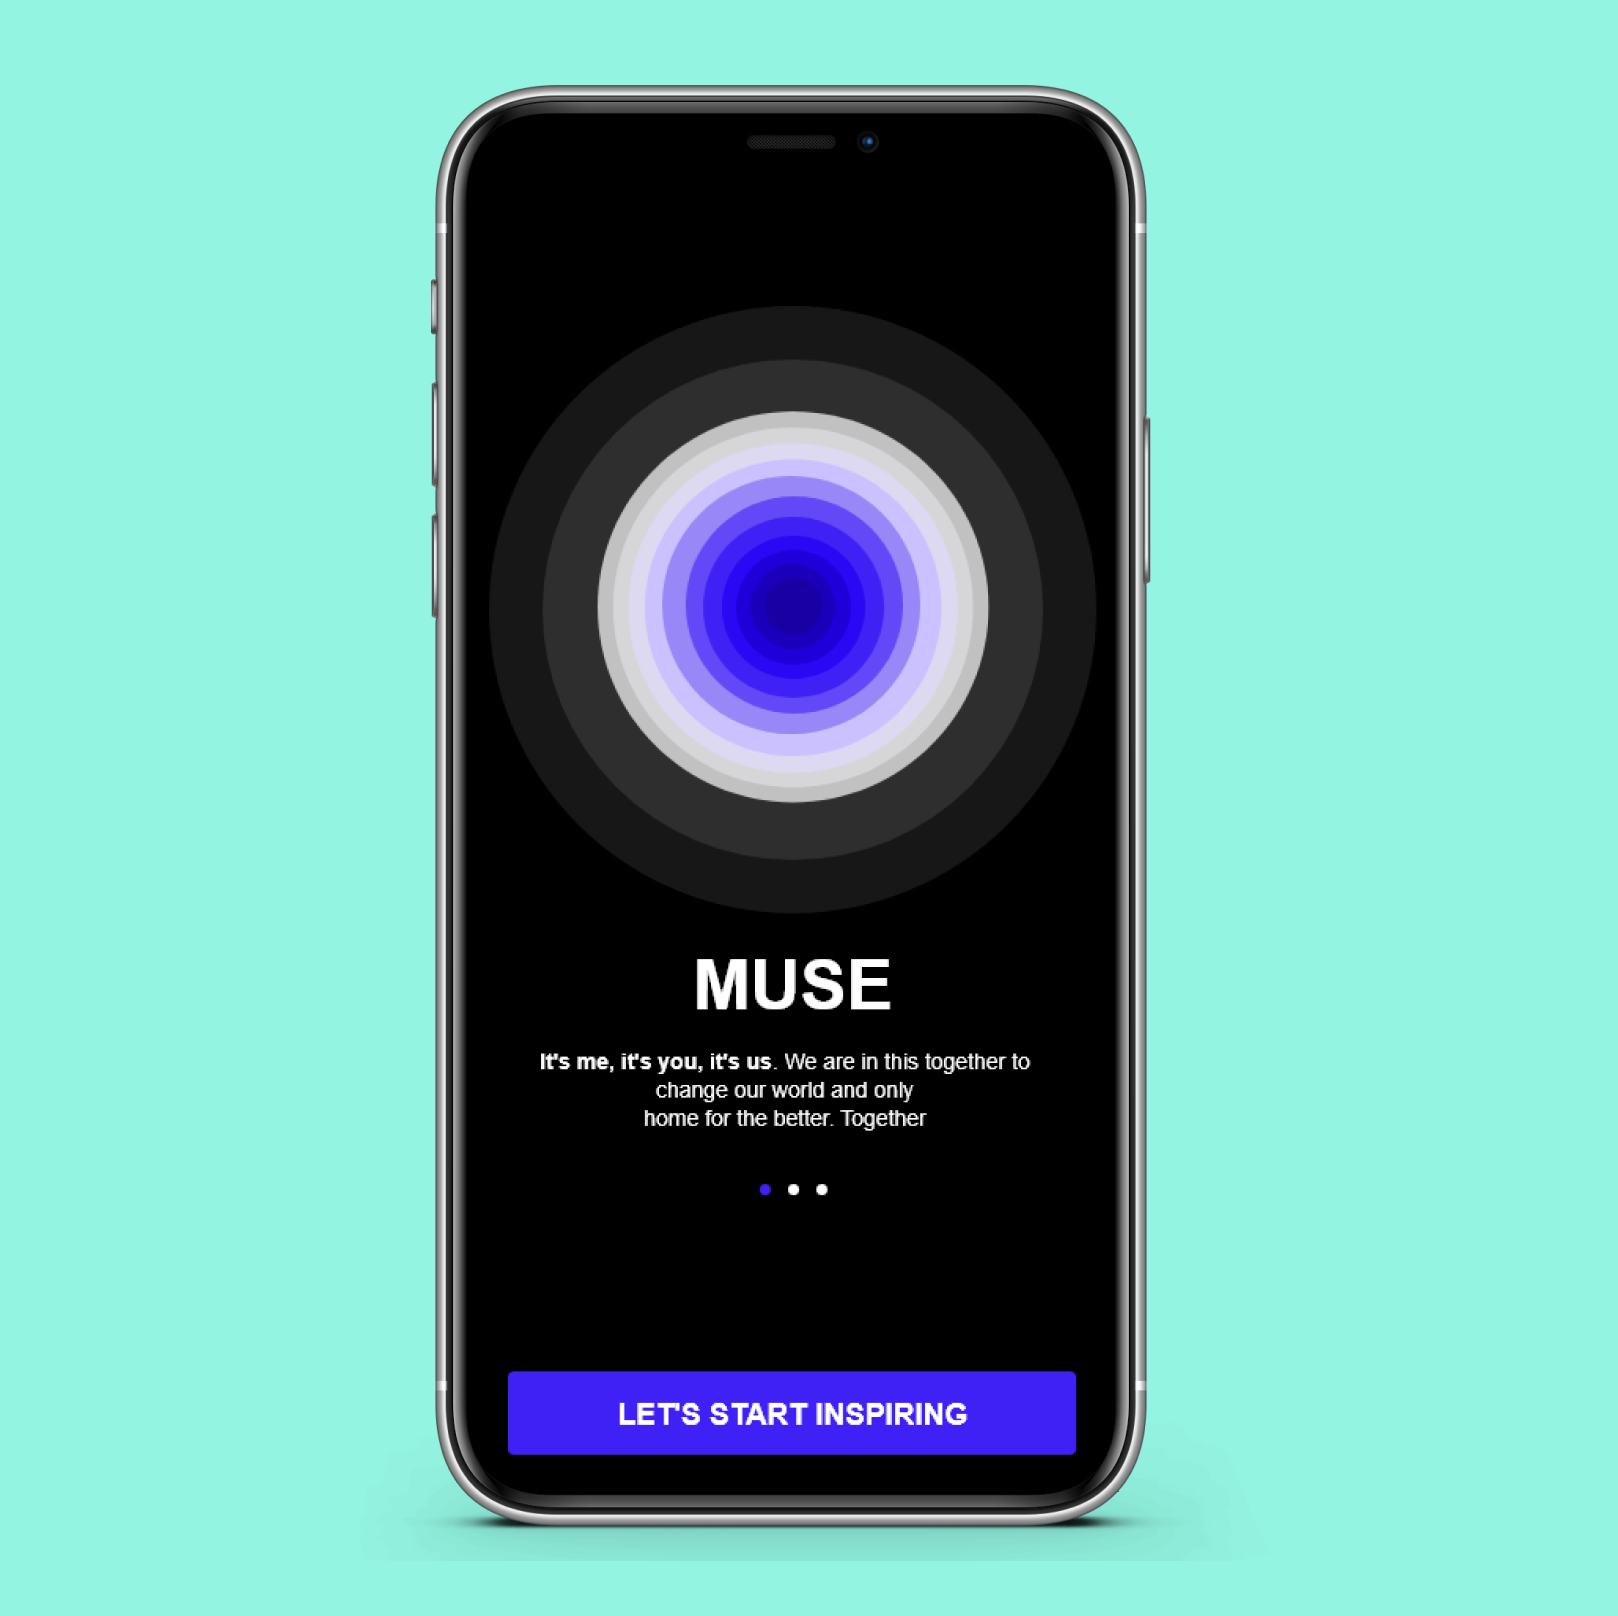 MUSE
It's me, it's you, it's us. We are in this together to
change our world and only
home for the better. Together
LET'S START INSPIRING